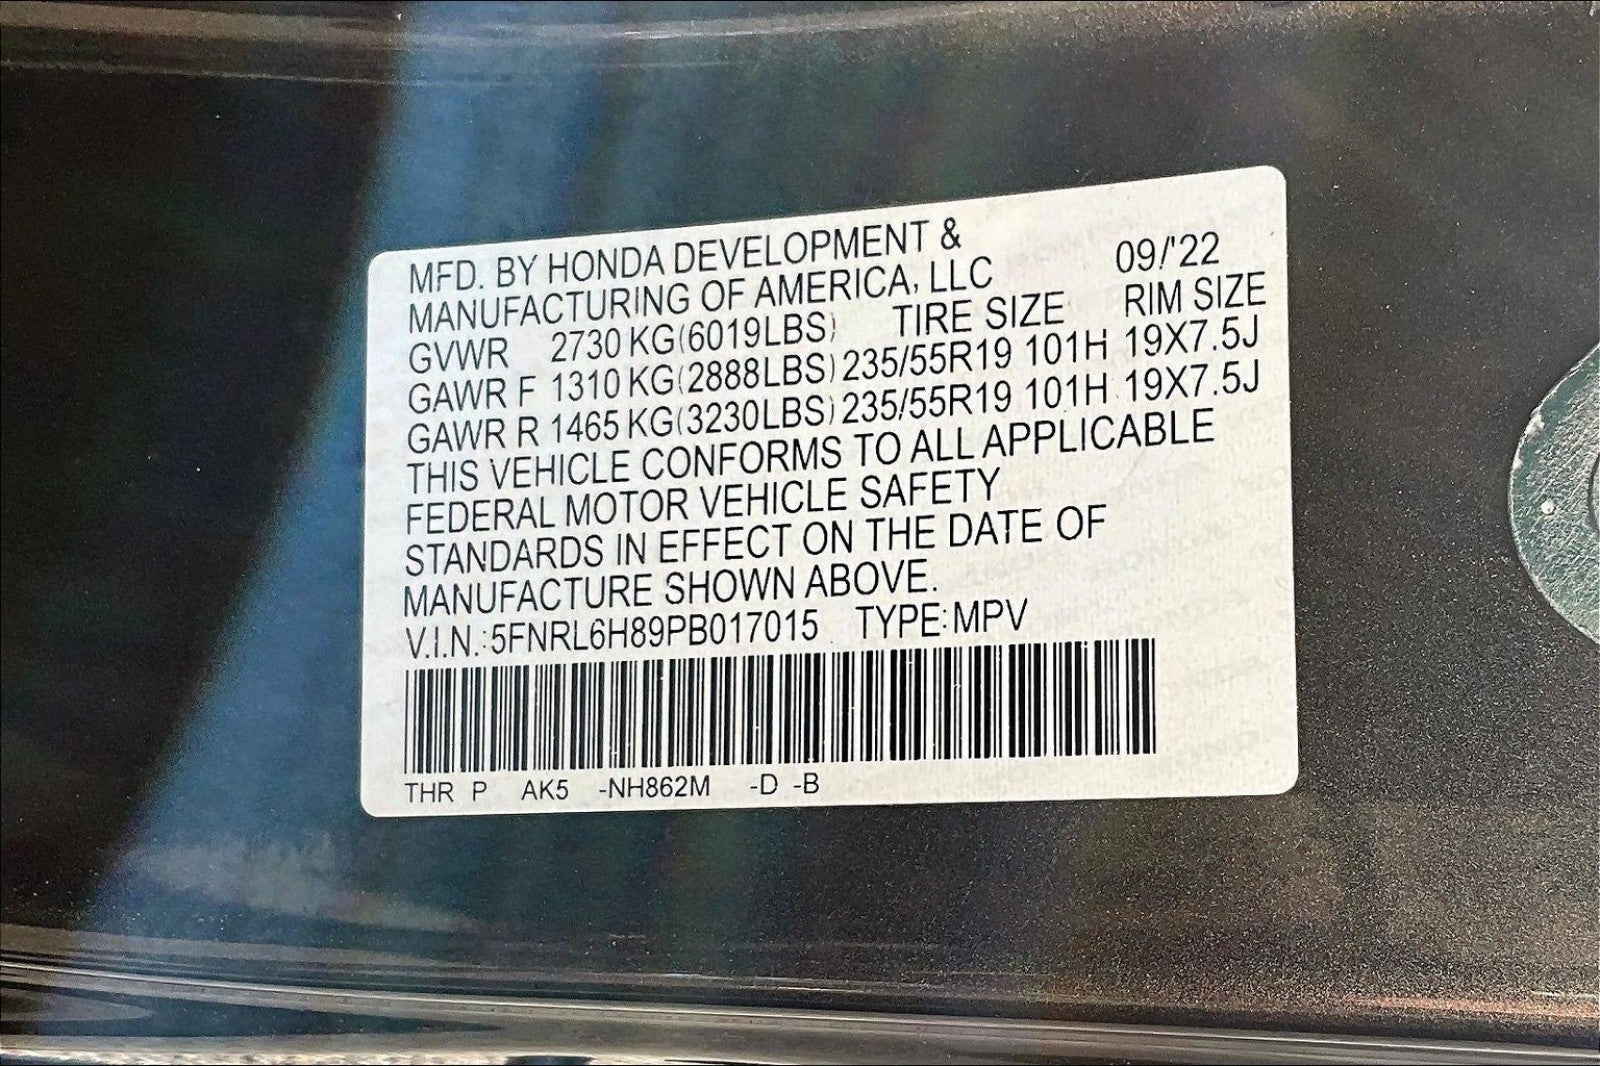 MFD. BY HONDA DEVELOPMENT &
MANUFACTURING OF AMERICA, LLC 09/'22
GVWR 2730 KG(6019LBS) TIRE SIZE RIM SIZE
GAWR F 1310 KG(2888LBS) 235/55R19 101H 19X7.5J
GAWR R 1465 KG(3230LBS) 235/55R19 101H 19X7.5J
THIS VEHICLE CONFORMS TO ALL APPLICABLE
FEDERAL MOTOR VEHICLE SAFETY
STANDARDS IN EFFECT ON THE DATE OF
MANUFACTURE SHOWN ABOVE.
V.I.N.:5FNRL6H89PB017015 TYPE:MPV
THR P AK5 -NH862M -D -B